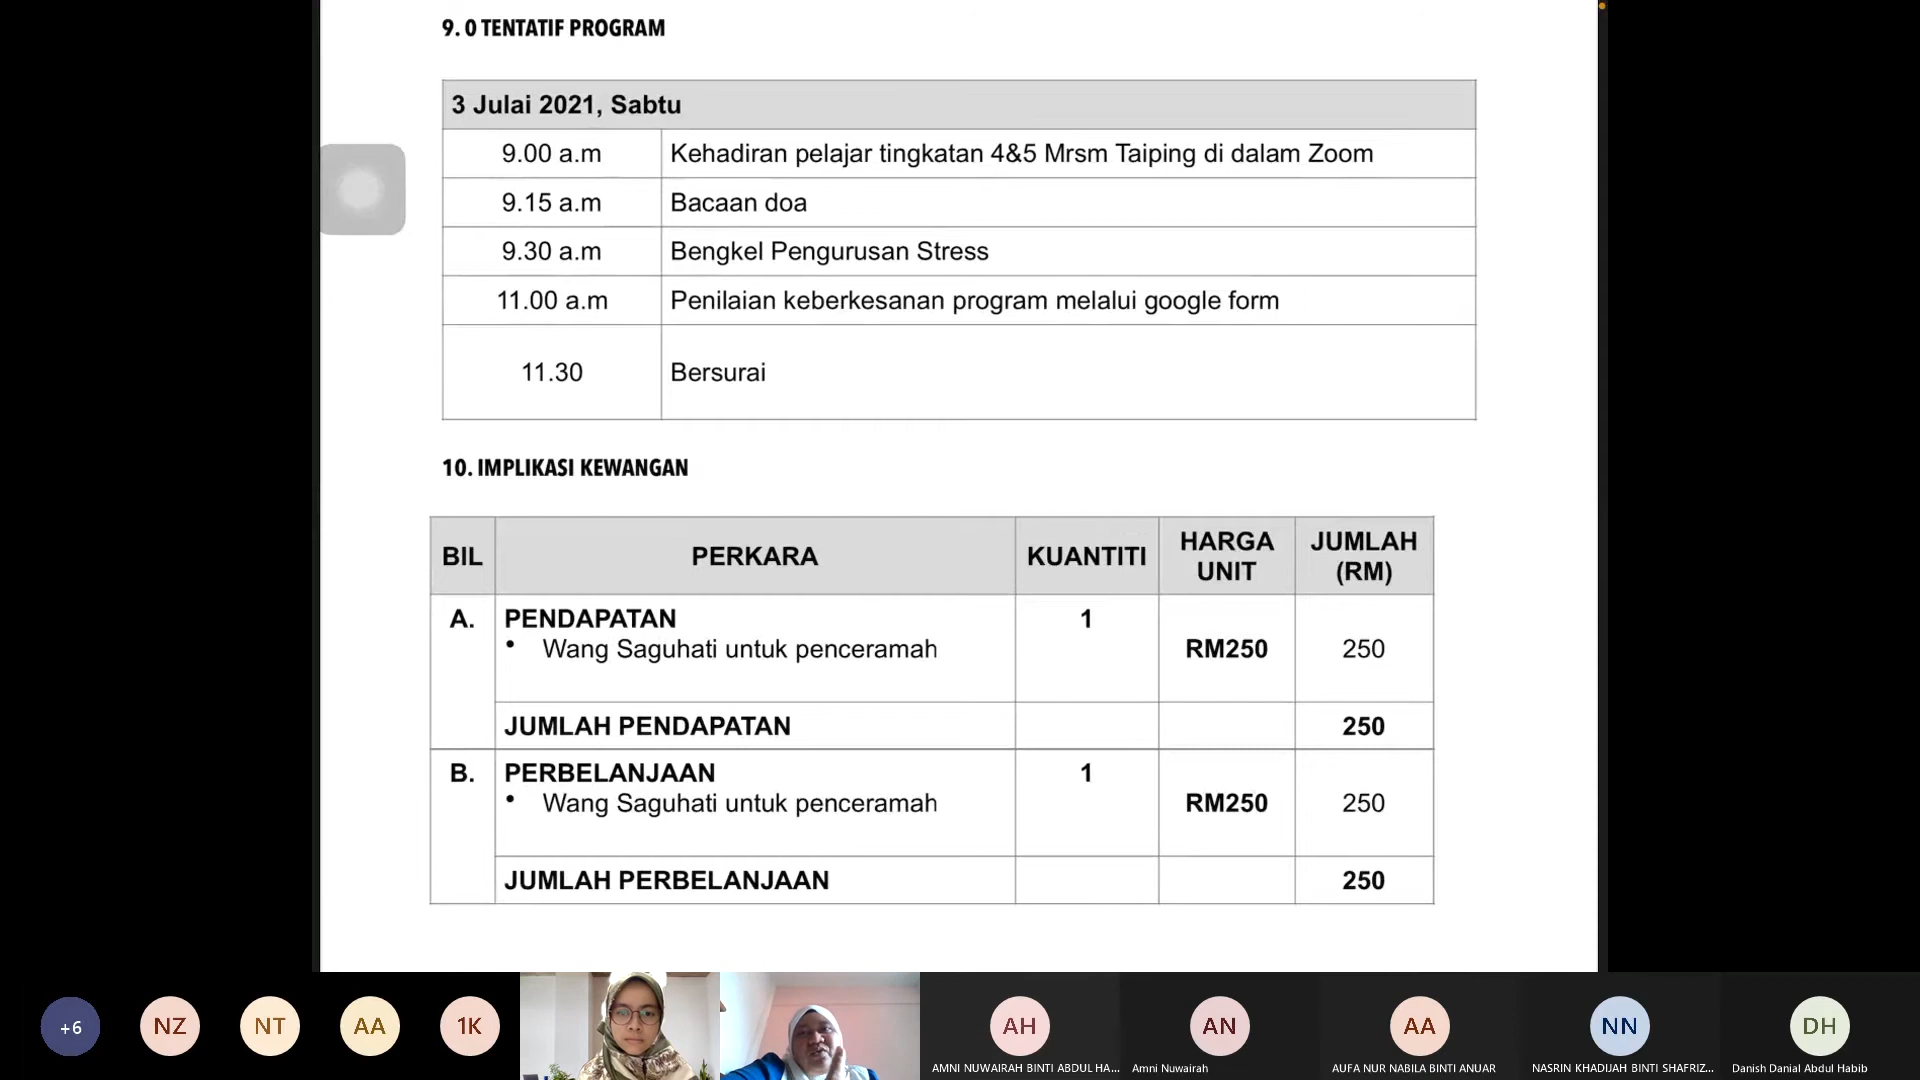 9. 0 TENTATIF PROGRAM
3 Julai 2021, Sabtu
9.00 a.m Kehadiran pelajar tingkatan 4&5 Mrsm Taiping di dalam Zoom
9.15 a.m Bacaan doa
9.30 a.m Bengkel Pengurusan Stress
11.00 a.m Penilaian keberkesanan program melalui google form
11.30 Bersurai
10. IMPLIKASI KEWANGAN
BIL PERKARA KUANTITI HARGA UNIT JUMLAH (RM)
A. PENDAPATAN 1
• Wang Saguhati untuk penceramah RM250 250
JUMLAH PENDAPATAN 250
B. PERBELANJAAN 1
• Wang Saguhati untuk penceramah RM250 250
JUMLAH PERBELANJAAN 250
+6 NZ NT AA 1K AH AN AA NN DH
AMNI NUWAIRAH BINTI ABDUL HA... Amni Nuwairah AUFA NUR NABILA BINTI ANUAR NASRIN KHADIJAH BINTI SHAFRIZ... Danish Danial Abdul Habib